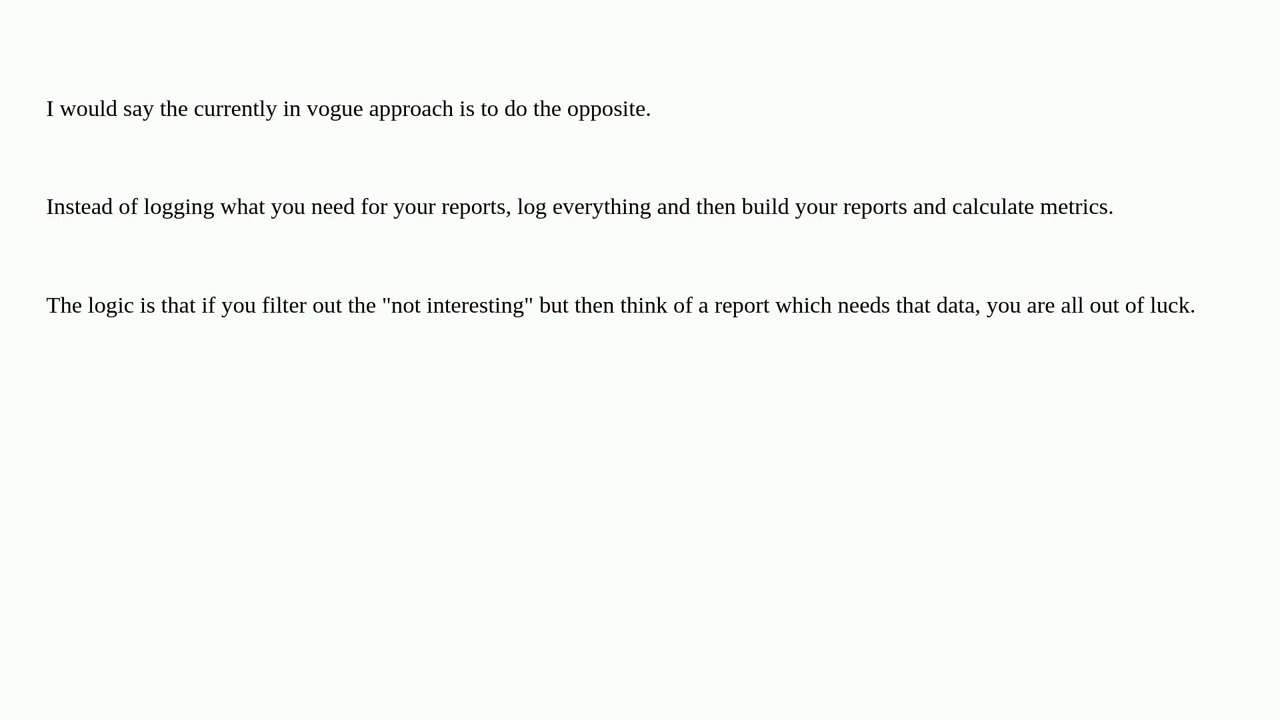 I would say the currently in vogue approach is to do the opposite.
Instead of logging what you need for your reports, log everything and then build your reports and calculate metrics.
The logic is that if you filter out the "not interesting" but then think of a report which needs that data, you are all out of luck.